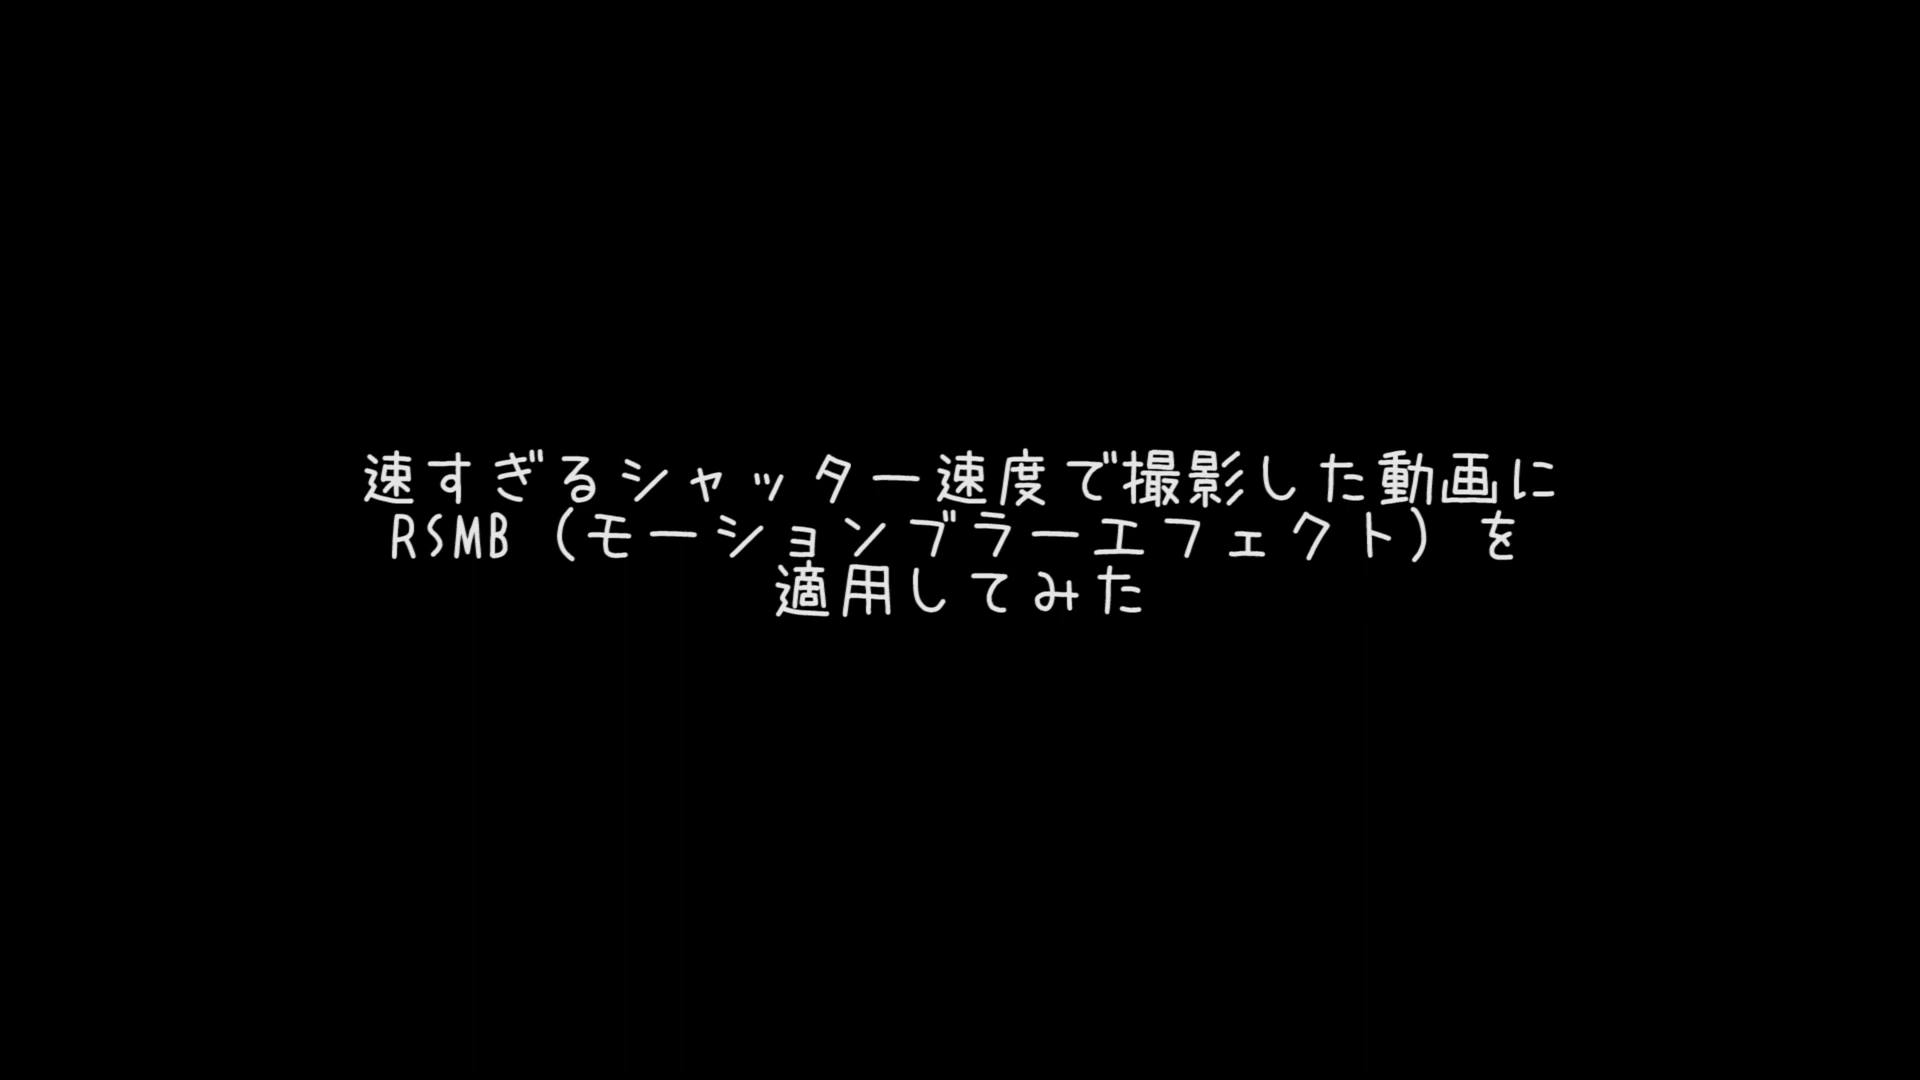 速すぎるシャッター速度で撮影した動画に
RSMB（モーションブラーエフェクト）を
適用してみた